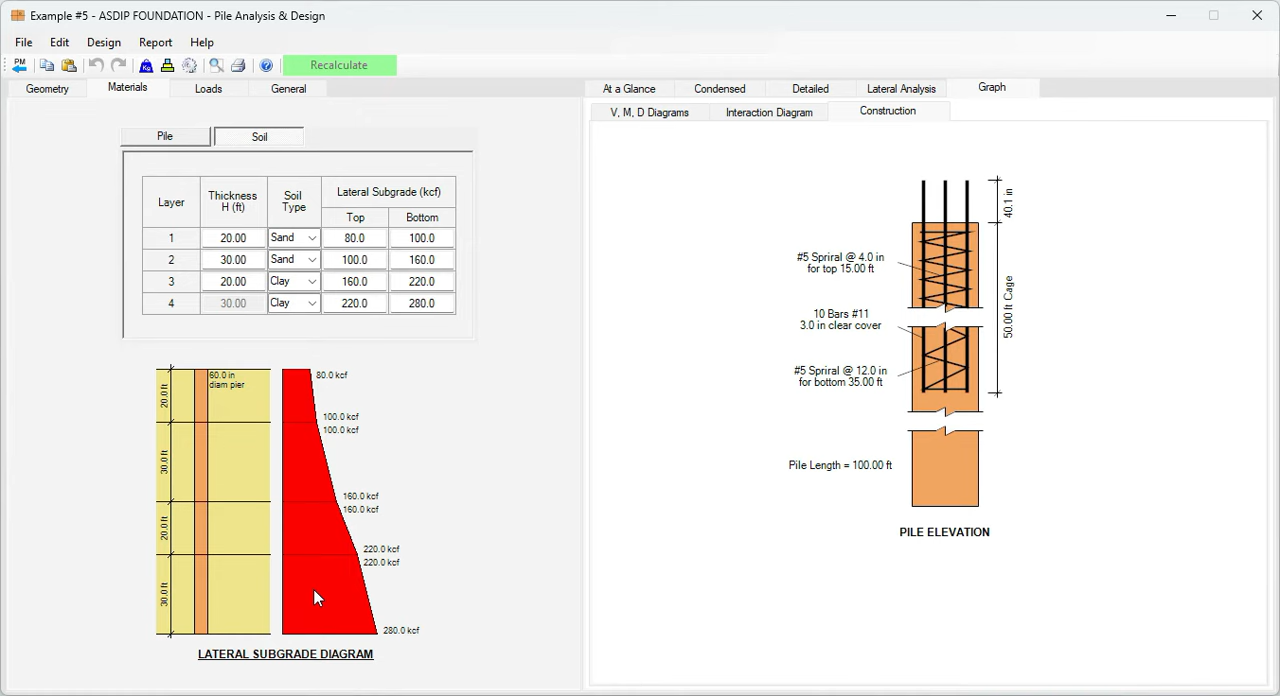 Example #5 - ASDIP FOUNDATION - Pile Analysis & Design
File Edit Design Report Help
PM Kg Recalculate
Geometry Materials Loads General
At a Glance Condensed Detailed Lateral Analysis Graph
V, M, D Diagrams Interaction Diagram Construction
Pile Soil
Layer Thickness H (ft) Soil Type Lateral Subgrade (kcf)
Top Bottom
1 20.00 Sand 80.0 100.0
2 30.00 Sand 100.0 160.0
3 20.00 Clay 160.0 220.0
4 30.00 Clay 220.0 280.0
60.0 in
diam pier
20.0 ft
30.0 ft
20.0 ft
30.0 ft
80.0 kcf
100.0 kcf
100.0 kcf
160.0 kcf
160.0 kcf
220.0 kcf
220.0 kcf
280.0 kcf
LATERAL SUBGRADE DIAGRAM
40.1 in
#5 Spriral @ 4.0 in
for top 15.00 ft
50.00 ft Cage
10 Bars #11
3.0 in clear cover
#5 Spriral @ 12.0 in
for bottom 35.00 ft
Pile Length = 100.00 ft
PILE ELEVATION